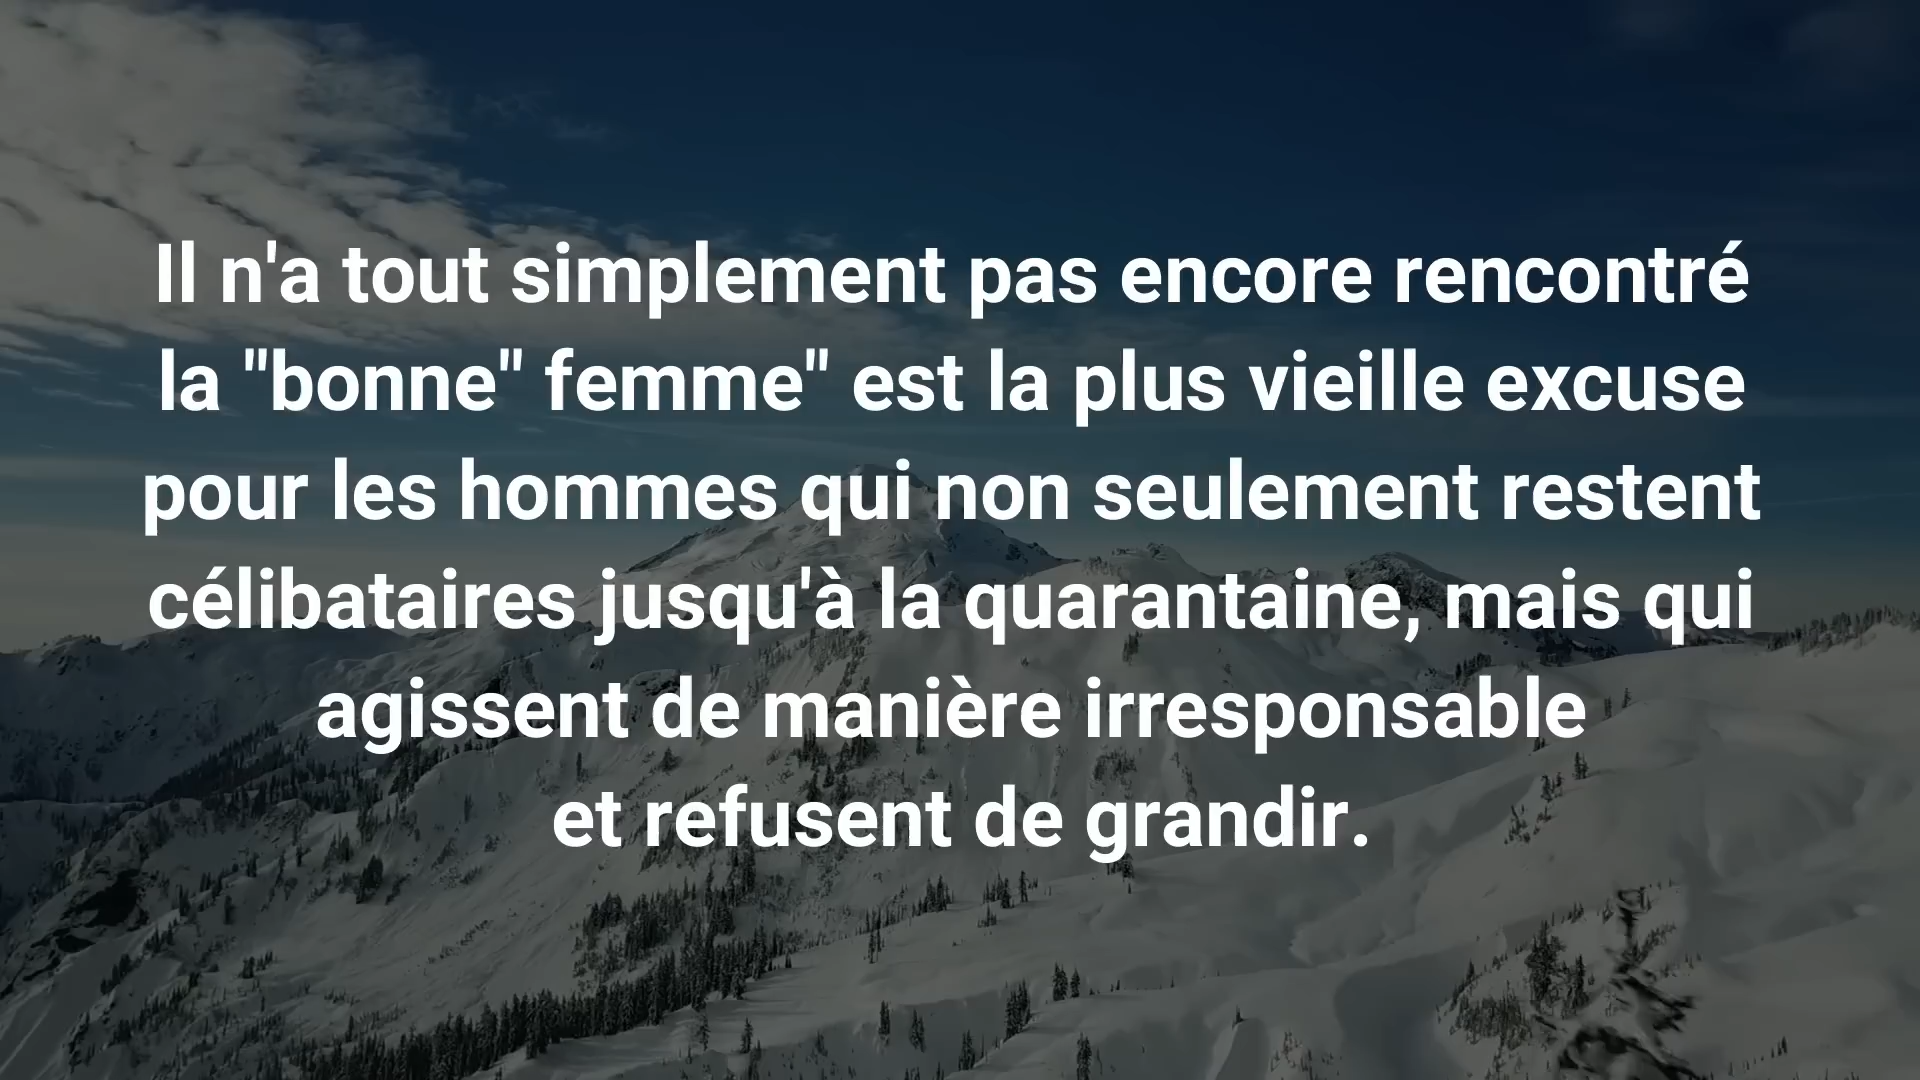 Il n'a tout simplement pas encore rencontré
la "bonne" femme" est la plus vieille excuse
pour les hommes qui non seulement restent
célibataires jusqu'à la quarantaine, mais qui
agissent de manière irresponsable
et refusent de grandir.